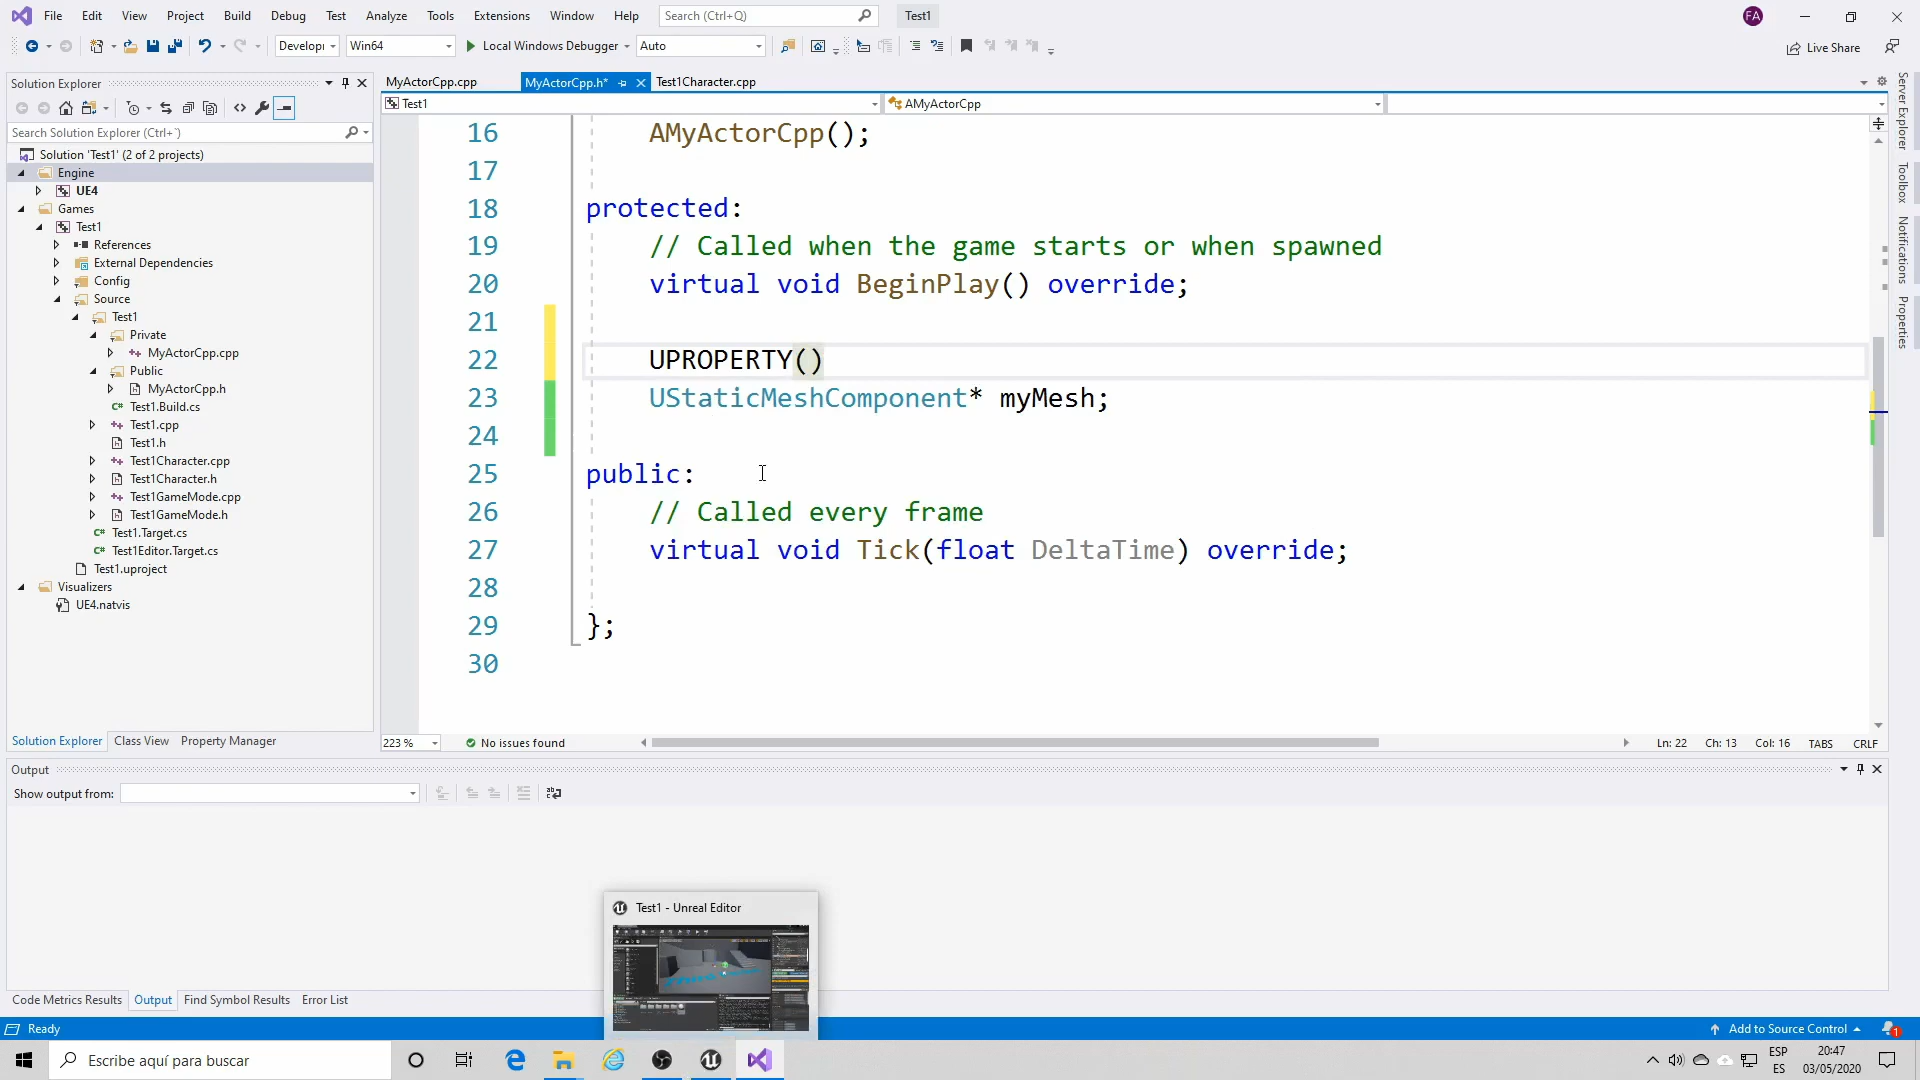 File Edit View Project Build Debug Test Analyze Tools Extensions Window Help Search (Ctrl+Q) Test1 FA
Develop Win64 Local Windows Debugger Auto Live Share
Solution Explorer
Search Solution Explorer (Ctrl+`)
Solution 'Test1' (2 of 2 projects)
Engine
UE4
Games
Test1
References
External Dependencies
Config
Source
Test1
Private
MyActorCpp.cpp
Public
MyActorCpp.h
Test1.Build.cs
Test1.cpp
Test1.h
Test1Character.cpp
Test1Character.h
Test1GameMode.cpp
Test1GameMode.h
Test1.Target.cs
Test1Editor.Target.cs
Test1.uproject
Visualizers
UE4.natvis
Solution Explorer Class View Property Manager
MyActorCpp.cpp MyActorCpp.h* Test1Character.cpp
Test1 AMyActorCpp
16 AMyActorCpp();
17
18 protected:
19 // Called when the game starts or when spawned
20 virtual void BeginPlay() override;
21
22 UPROPERTY()
23 UStaticMeshComponent* myMesh;
24
25 public:
26 // Called every frame
27 virtual void Tick(float DeltaTime) override;
28
29 };
30
223 % No issues found Ln: 22 Ch: 13 Col: 16 TABS CRLF
Server Explorer
Toolbox
Notifications
Properties
Output
Show output from:
Test1 - Unreal Editor
Code Metrics Results Output Find Symbol Results Error List
Ready Add to Source Control 1
Escribe aquí para buscar
ESP
ES
20:47
03/05/2020